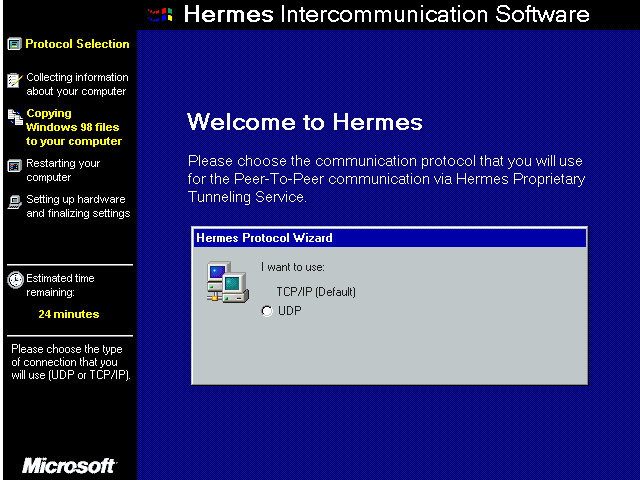 Hermes Intercommunication Software
Protocol Selection
Collecting information
about your computer
Copying
Windows 98 files
to your computer
Restarting your
computer
Setting up hardware
and finalizing settings
Estimated time
remaining:
24 minutes
Please choose the type
of connection that you
will use (UDP or TCP/IP).
Microsoft
Welcome to Hermes
Please choose the communication protocol that you will use
for the Peer-To-Peer communication via Hermes Proprietary
Tunneling Service.
Hermes Protocol Wizard
I want to use:
TCP/IP (Default)
UDP